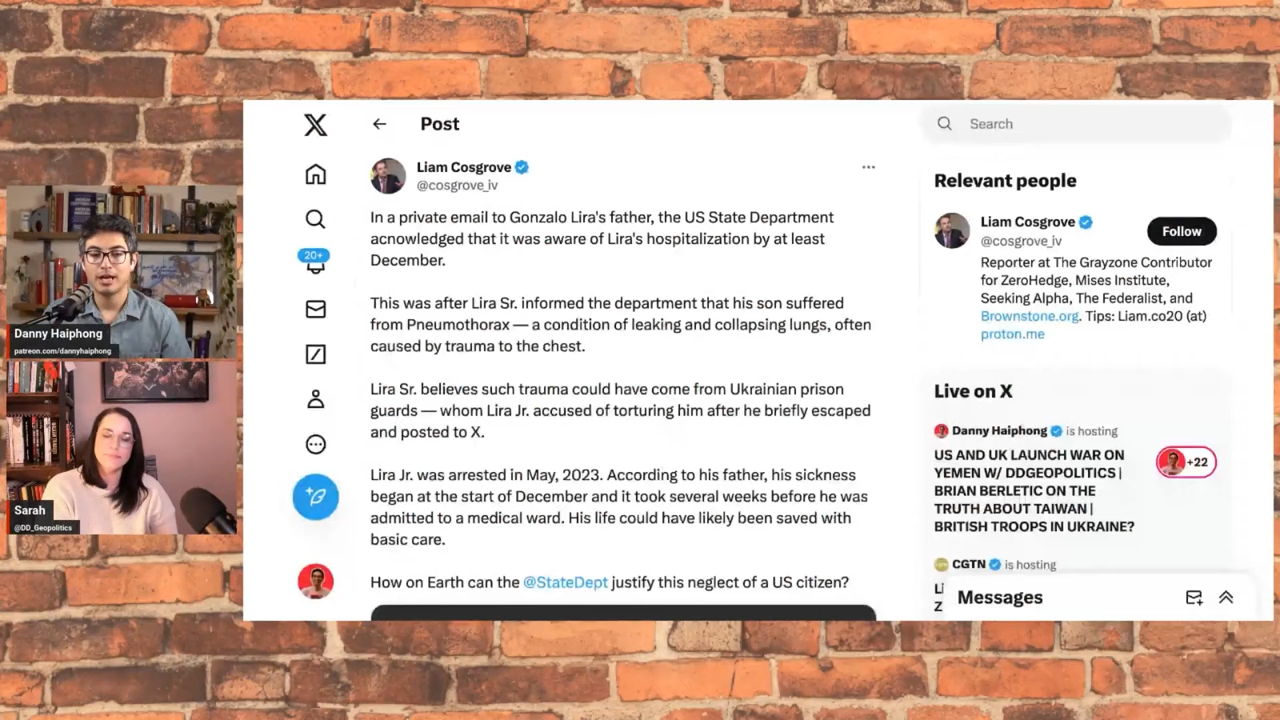 Danny Haiphong
patreon.com/dannyhaiphong
Sarah
@DD_Geopolitics
Post
Liam Cosgrove
@cosgrove_iv
In a private email to Gonzalo Lira's father, the US State Department
acnowledged that it was aware of Lira's hospitalization by at least
December.
This was after Lira Sr. informed the department that his son suffered
from Pneumothorax — a condition of leaking and collapsing lungs, often
caused by trauma to the chest.
Lira Sr. believes such trauma could have come from Ukrainian prison
guards — whom Lira Jr. accused of torturing him after he briefly escaped
and posted to X.
Lira Jr. was arrested in May, 2023. According to his father, his sickness
began at the start of December and it took several weeks before he was
admitted to a medical ward. His life could have likely been saved with
basic care.
How on Earth can the @StateDept justify this neglect of a US citizen?
20+
Search
Relevant people
Liam Cosgrove
@cosgrove_iv
Follow
Reporter at The Grayzone Contributor
for ZeroHedge, Mises Institute,
Seeking Alpha, The Federalist, and
Brownstone.org. Tips: Liam.co20 (at)
proton.me
Live on X
Danny Haiphong is hosting
US AND UK LAUNCH WAR ON
YEMEN W/ DDGEOPOLITICS |
BRIAN BERLETIC ON THE
TRUTH ABOUT TAIWAN |
BRITISH TROOPS IN UKRAINE?
+22
CGTN is hosting
Messages